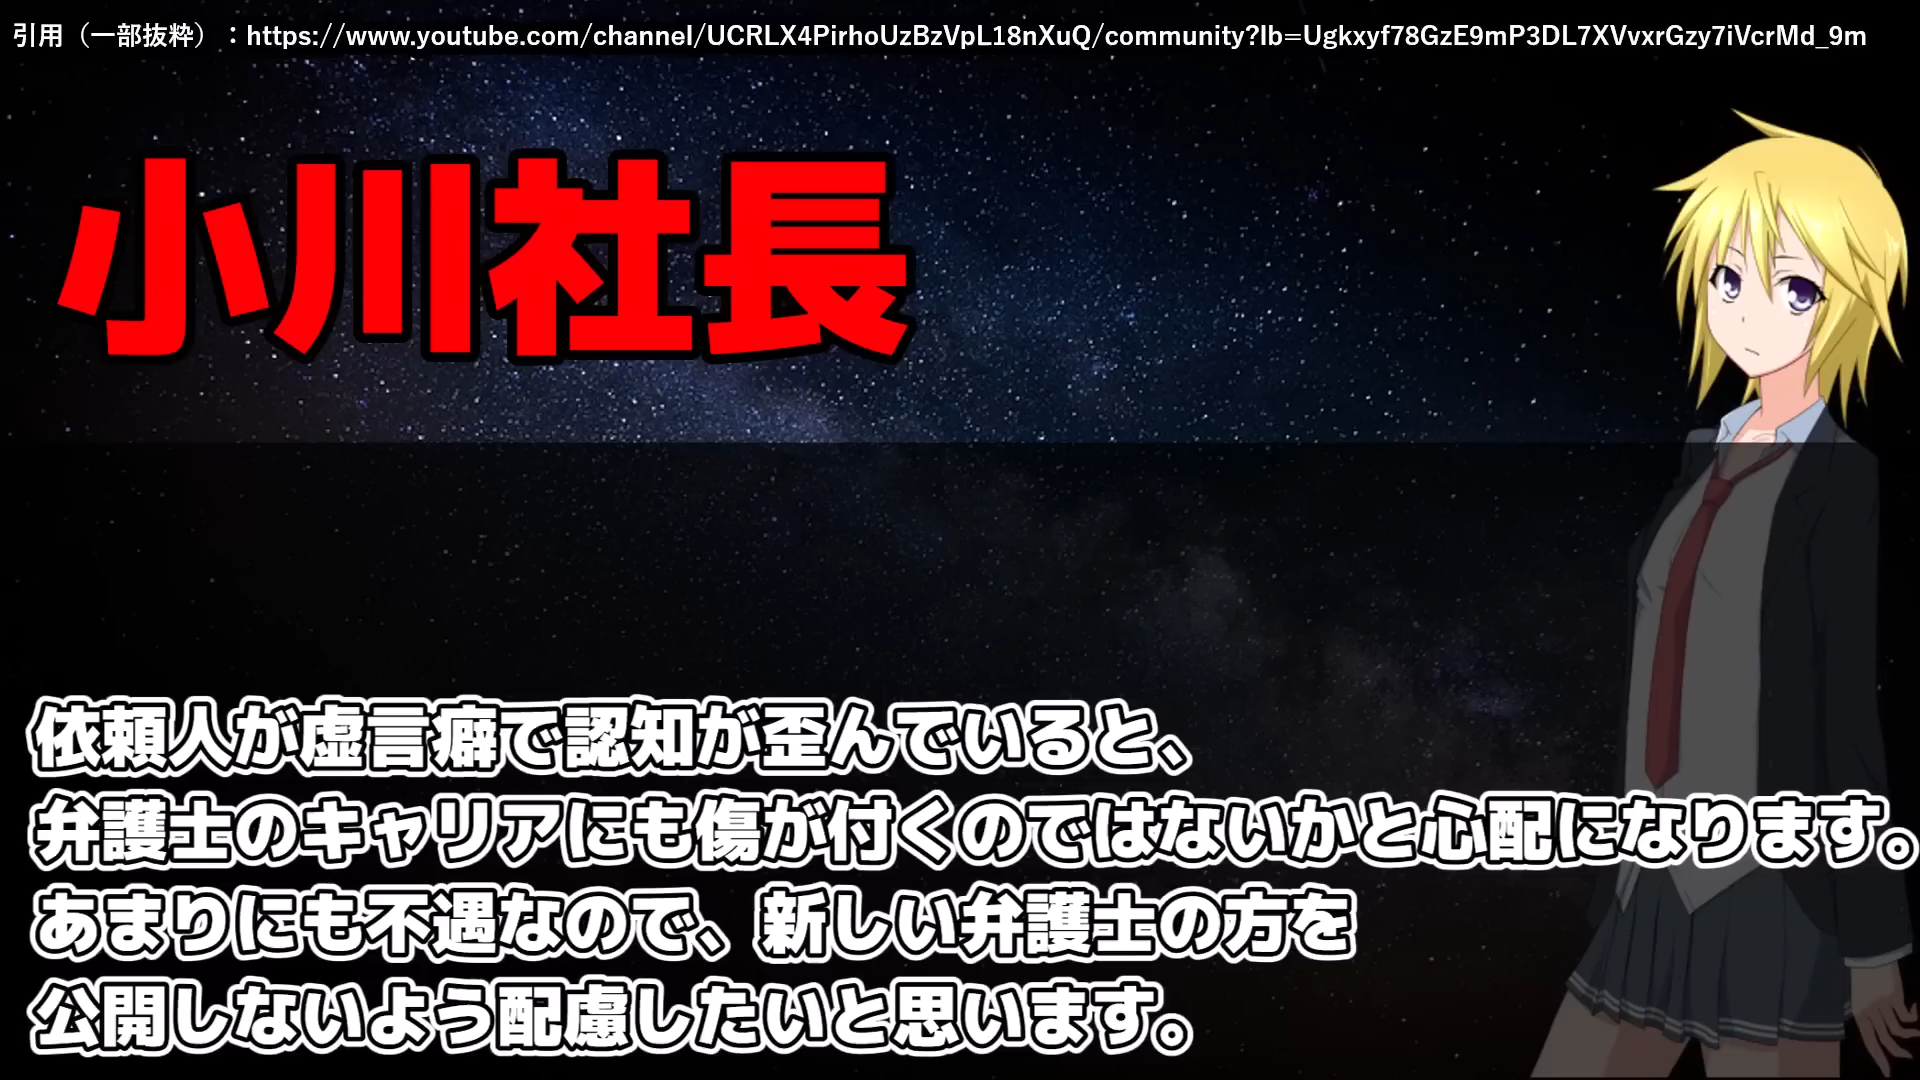 引用（一部抜粋）：https://www.youtube.com/channel/UCRLX4PirhoUzBzVpL18nXuQ/community?lb=Ugkxyf78GzE9mP3DL7XVvxrGzy7iVcrMd_9m
小川社長
依頼人が虚言癖で認知が歪んでいると、
弁護士のキャリアにも傷が付くのではないかと心配になります。
あまりにも不遇なので、新しい弁護士の方を
公開しないよう配慮したいと思います。